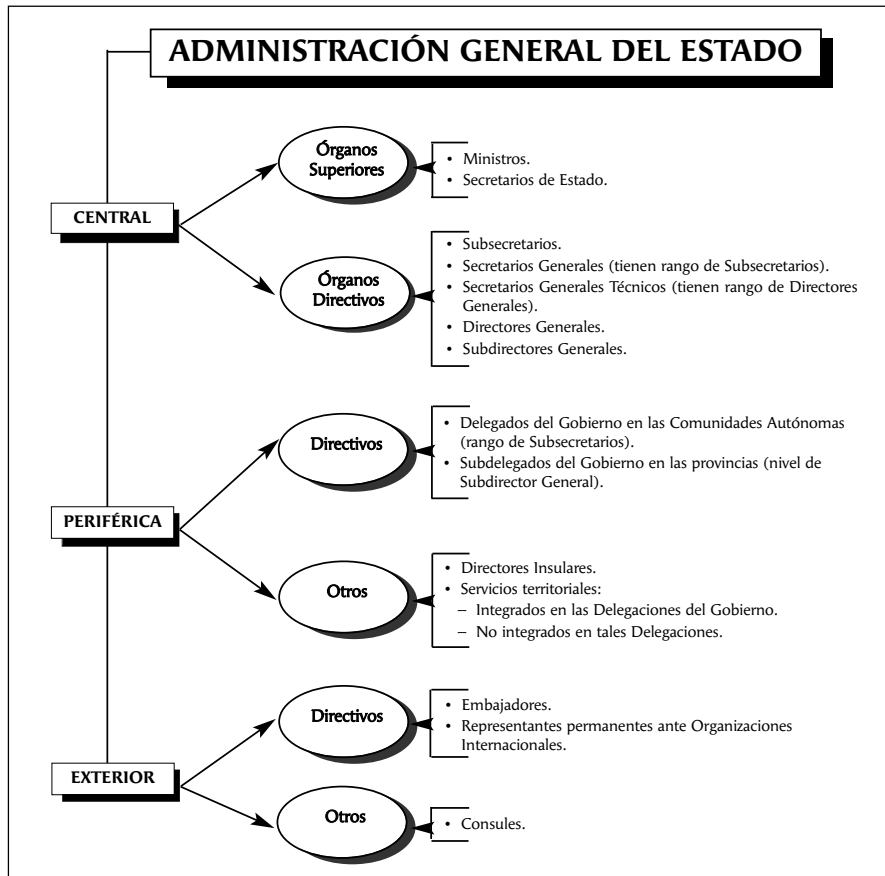 ADMINISTRACIÓN GENERAL DEL ESTADO
CENTRAL
Órganos
Superiores
• Ministros.
• Secretarios de Estado.
Órganos
Directivos
• Subsecretarios.
• Secretarios Generales (tienen rango de Subsecretarios).
• Secretarios Generales Técnicos (tienen rango de Directores
Generales).
• Directores Generales.
• Subdirectores Generales.
PERIFÉRICA
Directivos
• Delegados del Gobierno en las Comunidades Autónomas
(rango de Subsecretarios).
• Subdelegados del Gobierno en las provincias (nivel de
Subdirector General).
Otros
• Directores Insulares.
• Servicios territoriales:
– Integrados en las Delegaciones del Gobierno.
– No integrados en tales Delegaciones.
EXTERIOR
Directivos
• Embajadores.
• Representantes permanentes ante Organizaciones
Internacionales.
Otros
• Consules.